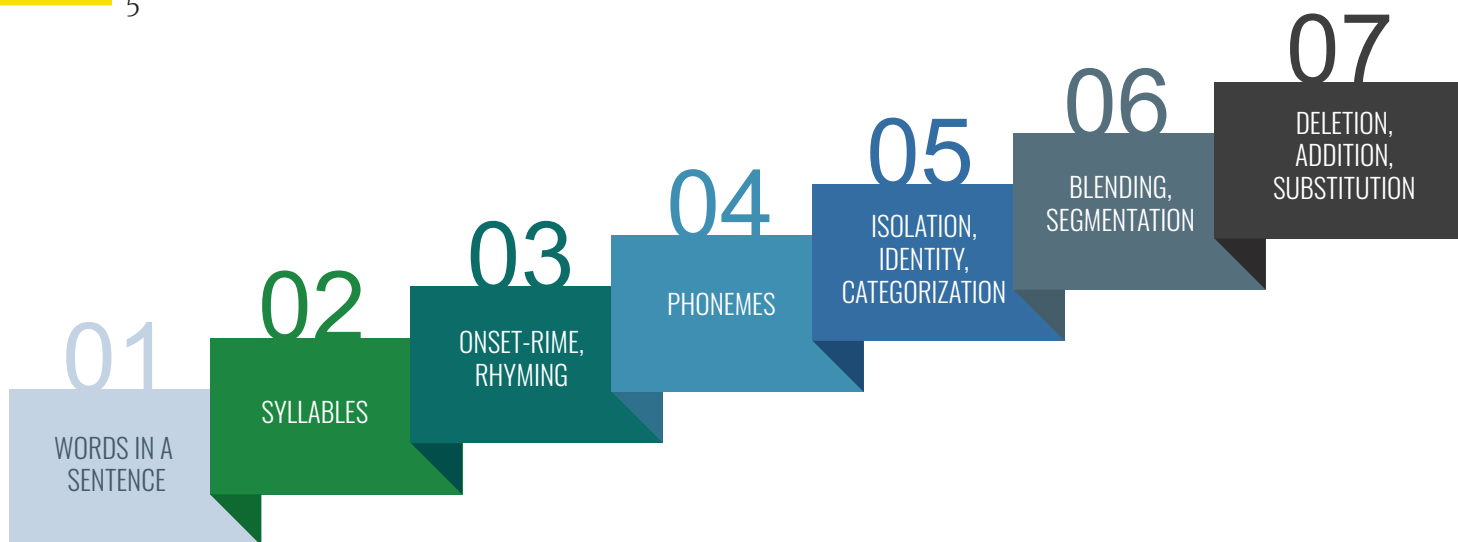 5
01
WORDS IN A
SENTENCE
02
SYLLABLES
03
ONSET-RIME,
RHYMING
04
PHONEMES
05
ISOLATION,
IDENTITY,
CATEGORIZATION
06
BLENDING,
SEGMENTATION
07
DELETION,
ADDITION,
SUBSTITUTION